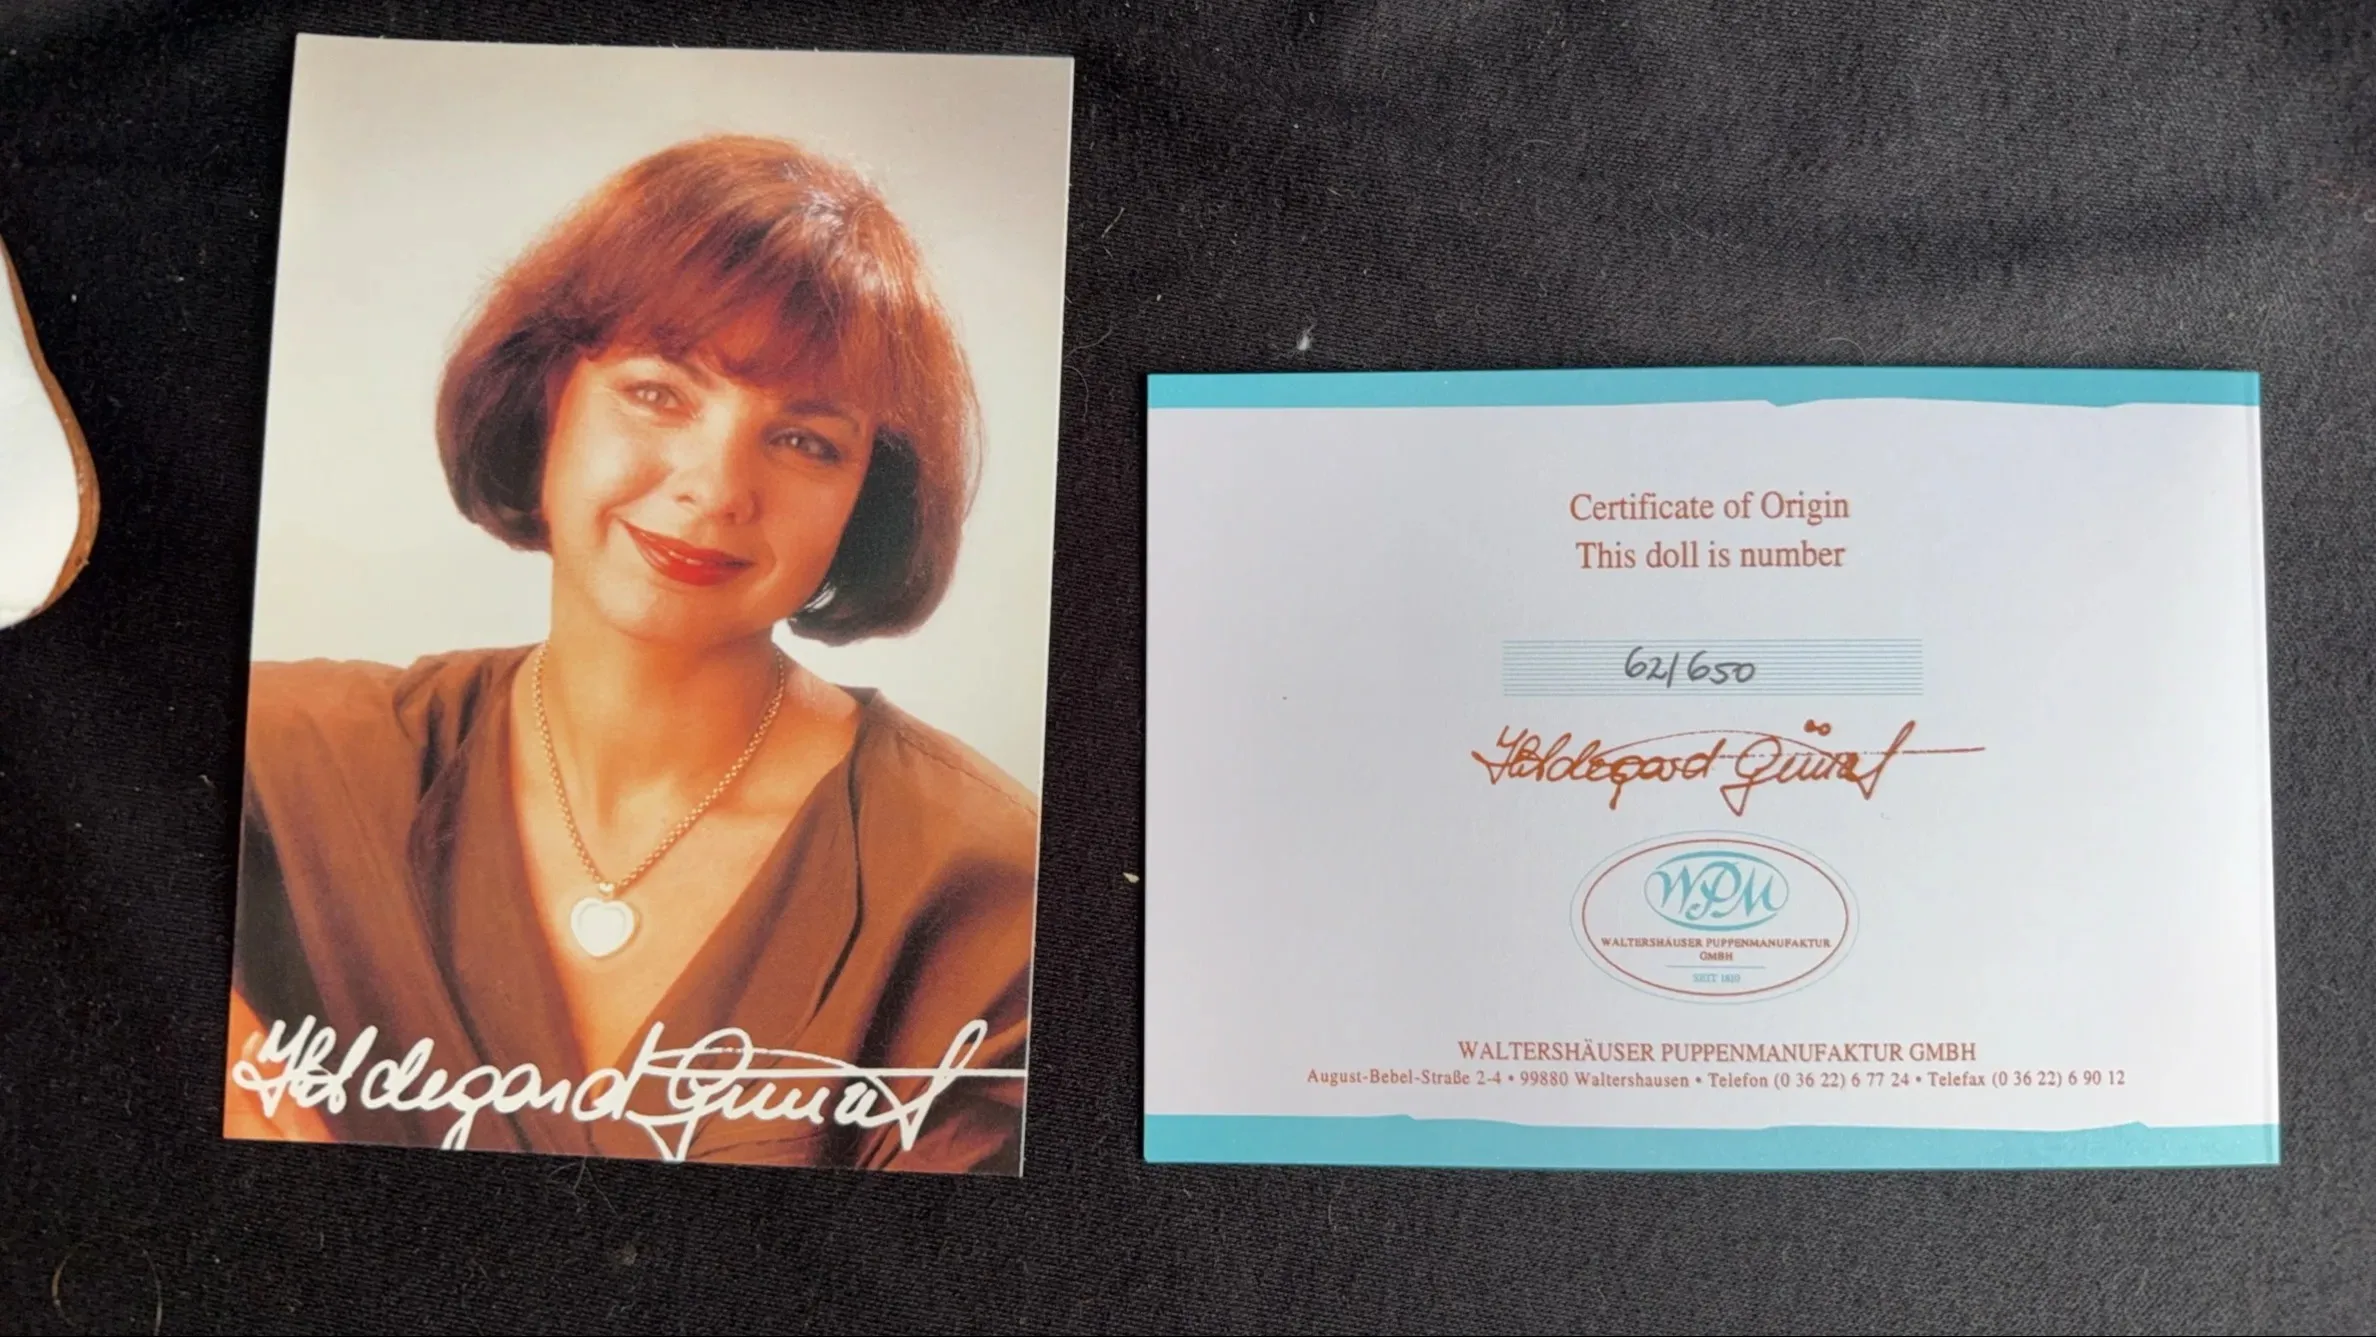 Hildegard Günzel
Certificate of Origin
This doll is number
62/650
Hildegard Günzel
WPM
WALTERSHÄUSER PUPPENMANUFAKTUR
GMBH
SEIT 1810
WALTERSHÄUSER PUPPENMANUFAKTUR GMBH
August-Bebel-Straße 2-4 • 99880 Waltershausen • Telefon (0 36 22) 6 77 24 • Telefax (0 36 22) 6 90 12